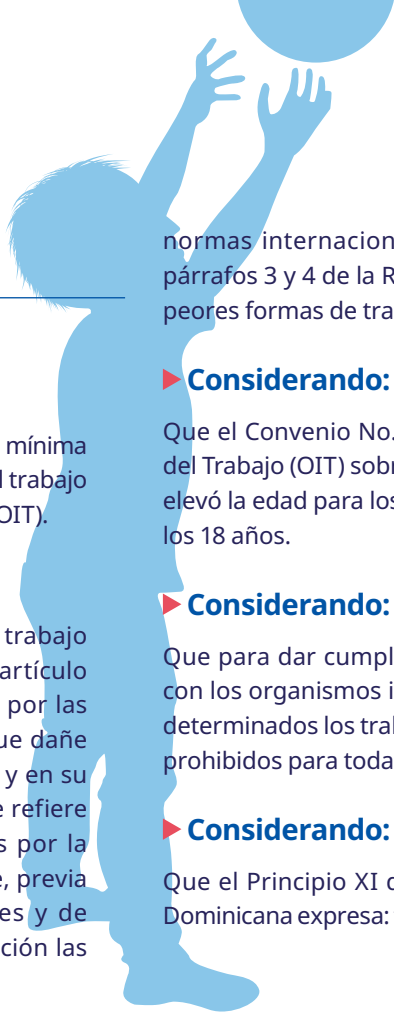 mínima
trabajo
OIT).
trabajo
artículo
por las
ue dañe
y en su
refiere
s por la
, previa
es y de
ción las
normas internacion
párrafos 3 y 4 de la R
peores formas de tra
Considerando:
Que el Convenio No.
del Trabajo (OIT) sobr
elevó la edad para los
los 18 años.
Considerando:
Que para dar cumpl
con los organismos i
determinados los tral
prohibidos para toda
Considerando:
Que el Principio XI d
Dominicana expresa: